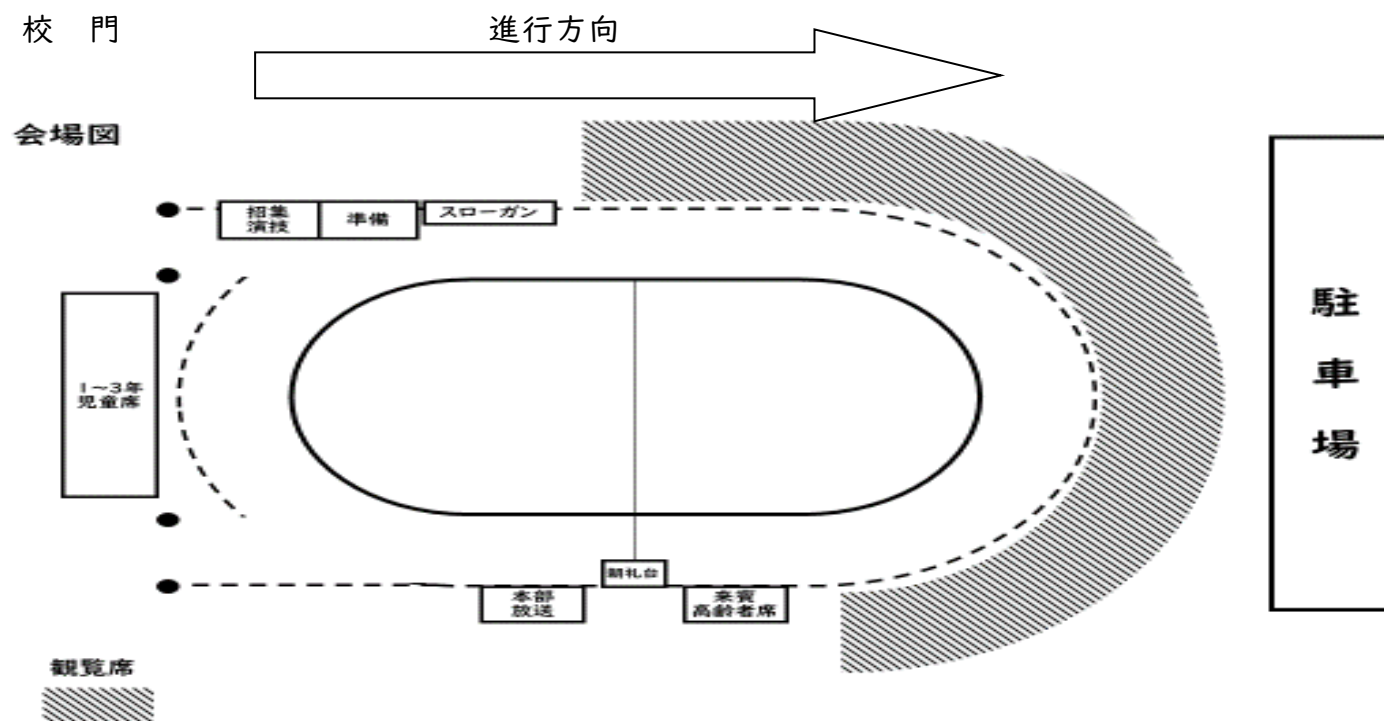 校　門
進行方向
会場図
招集
演技
準備
スローガン
駐車場
1～3年
児童席
朝礼台
本部
放送
来賓
高齢者席
観覧席